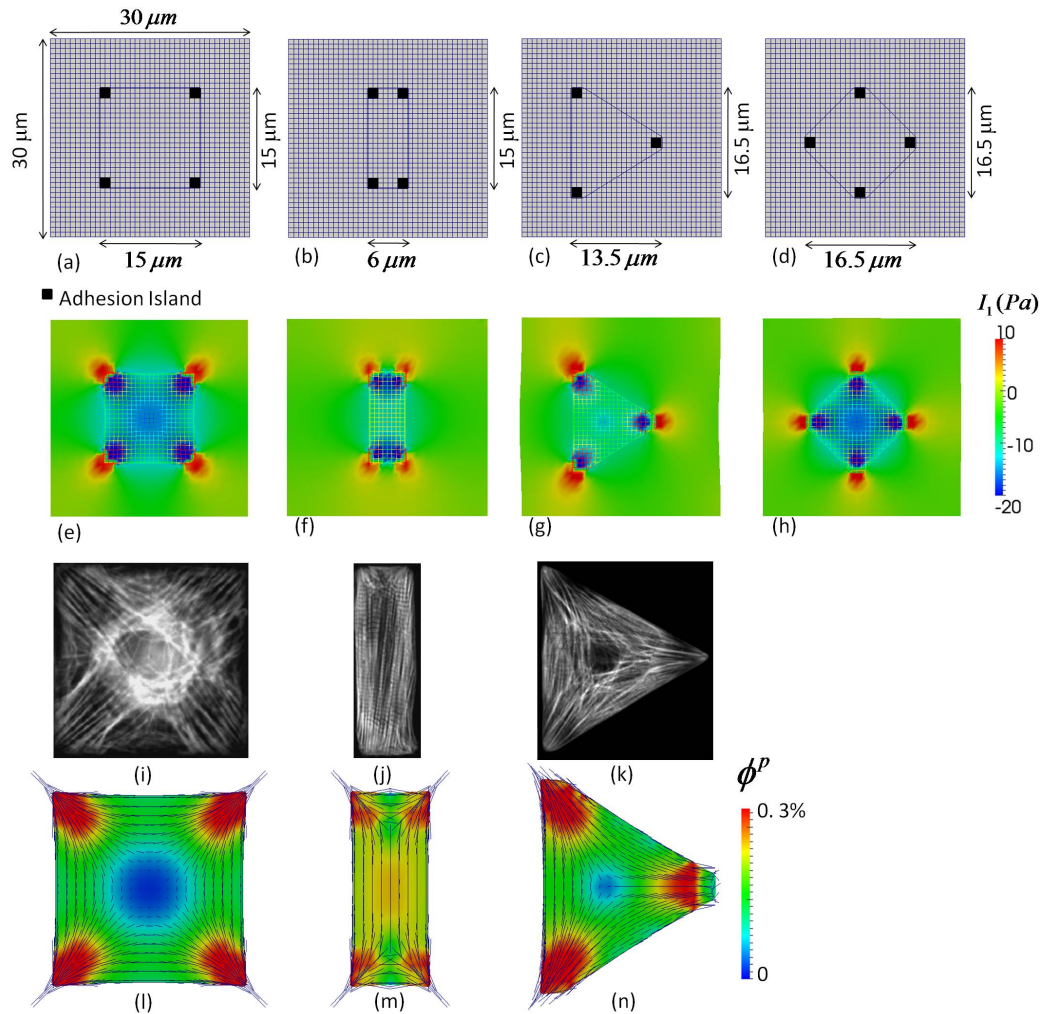 30 μm
30 μm
15 μm
15 μm
16.5 μm
16.5 μm
(a)
15 μm
(b)
6 μm
(c)
13.5 μm
(d)
16.5 μm
Adhesion Island
I₁ (Pa)
10
0
-10
-20
(e)
(f)
(g)
(h)
(i)
(j)
(k)
ϕᵖ
0. 3%
0
(l)
(m)
(n)